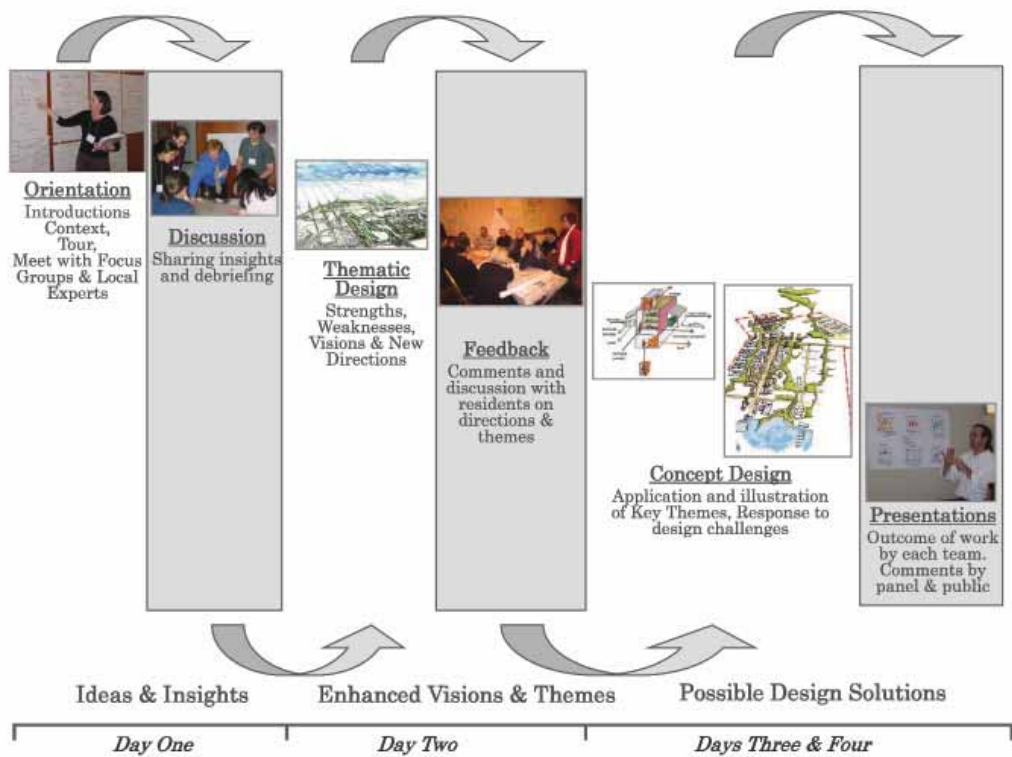 Orientation
Introductions
Context,
Tour,
Meet with Focus
Groups & Local
Experts
Discussion
Sharing insights
and debriefing
Thematic
Design
Strengths,
Weaknesses,
Visions & New
Directions
Feedback
Comments and
discussion with
residents on
directions &
themes
Concept Design
Application and illustration
of Key Themes, Response to
design challenges
Presentations
Outcome of work
by each team.
Comments by
panel & public
Ideas & Insights
Enhanced Visions & Themes
Possible Design Solutions
Day One
Day Two
Days Three & Four